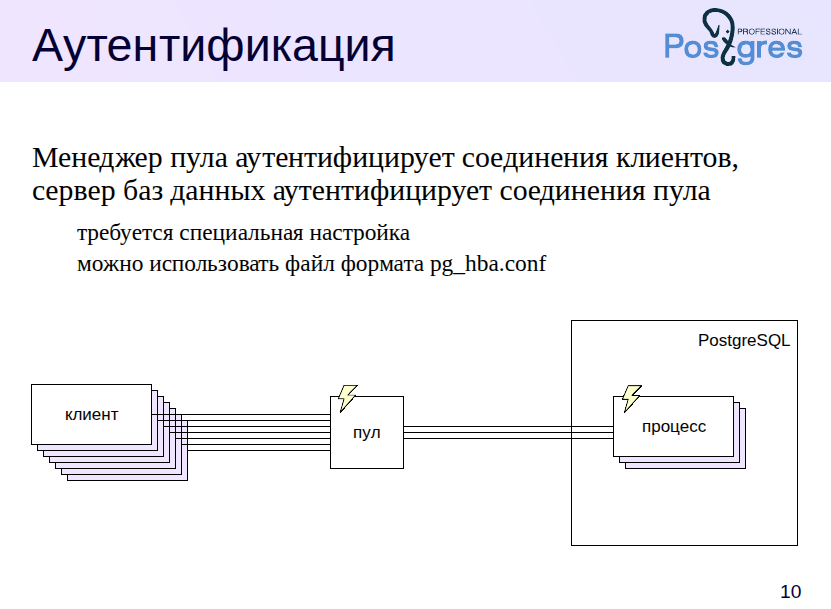 Аутентификация
PROFESSIONAL
Postgres
Менеджер пула аутентифицирует соединения клиентов,
сервер баз данных аутентифицирует соединения пула
требуется специальная настройка
можно использовать файл формата pg_hba.conf
PostgreSQL
клиент
пул
процесс
10